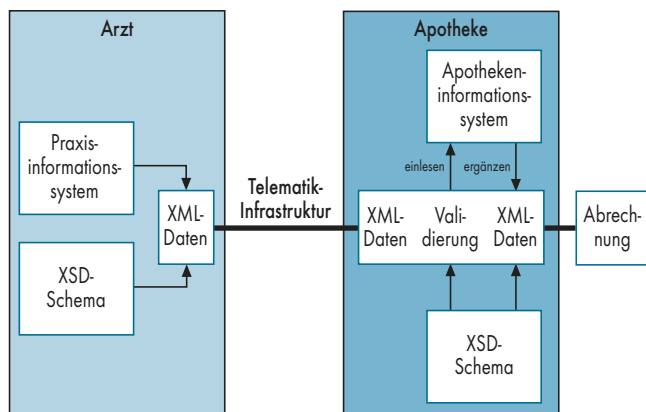 Arzt
Praxis-
informations-
system
XML-
Daten
XSD-
Schema
Telematik-
Infrastruktur
Apotheke
Apotheken-
informations-
system
einlesen
ergänzen
XML-
Daten
Vali-
dierung
XML-
Daten
XSD-
Schema
Abrech-
nung